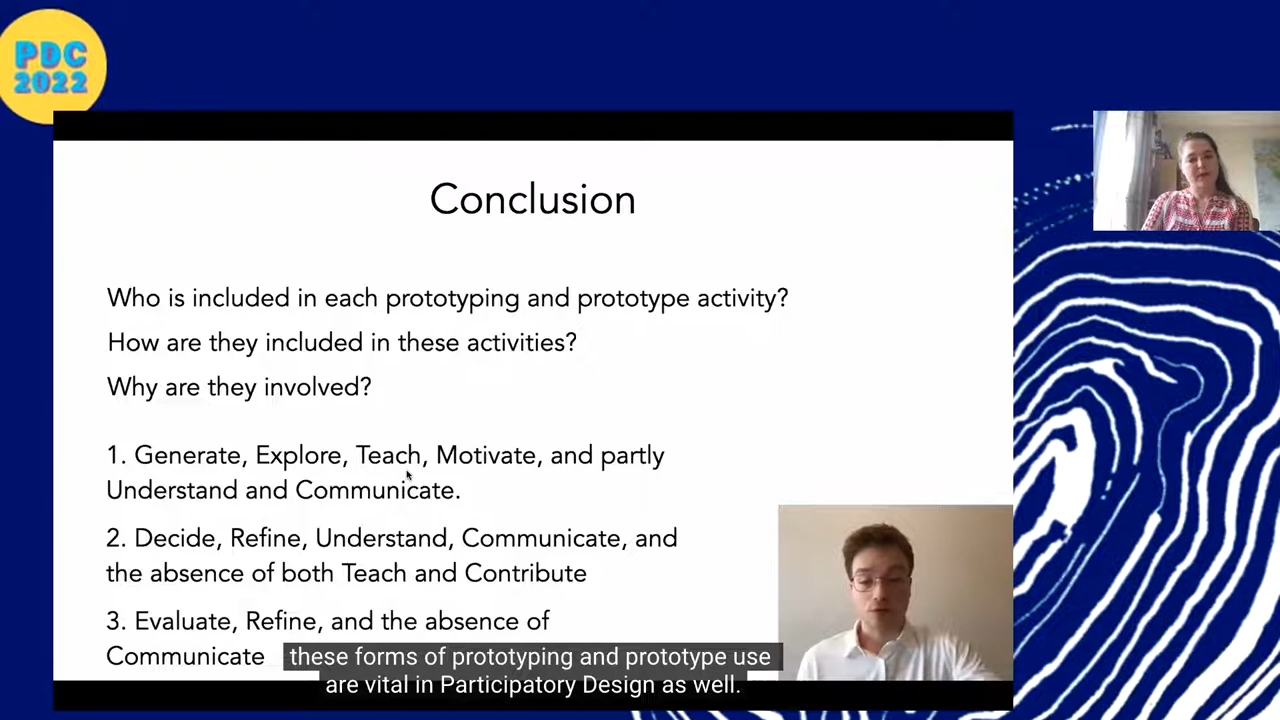 PDC
2022
Conclusion
Who is included in each prototyping and prototype activity?
How are they included in these activities?
Why are they involved?
1. Generate, Explore, Teach, Motivate, and partly
Understand and Communicate.
2. Decide, Refine, Understand, Communicate, and
the absence of both Teach and Contribute
3. Evaluate, Refine, and the absence of
Communicate
these forms of prototyping and prototype use
are vital in Participatory Design as well.